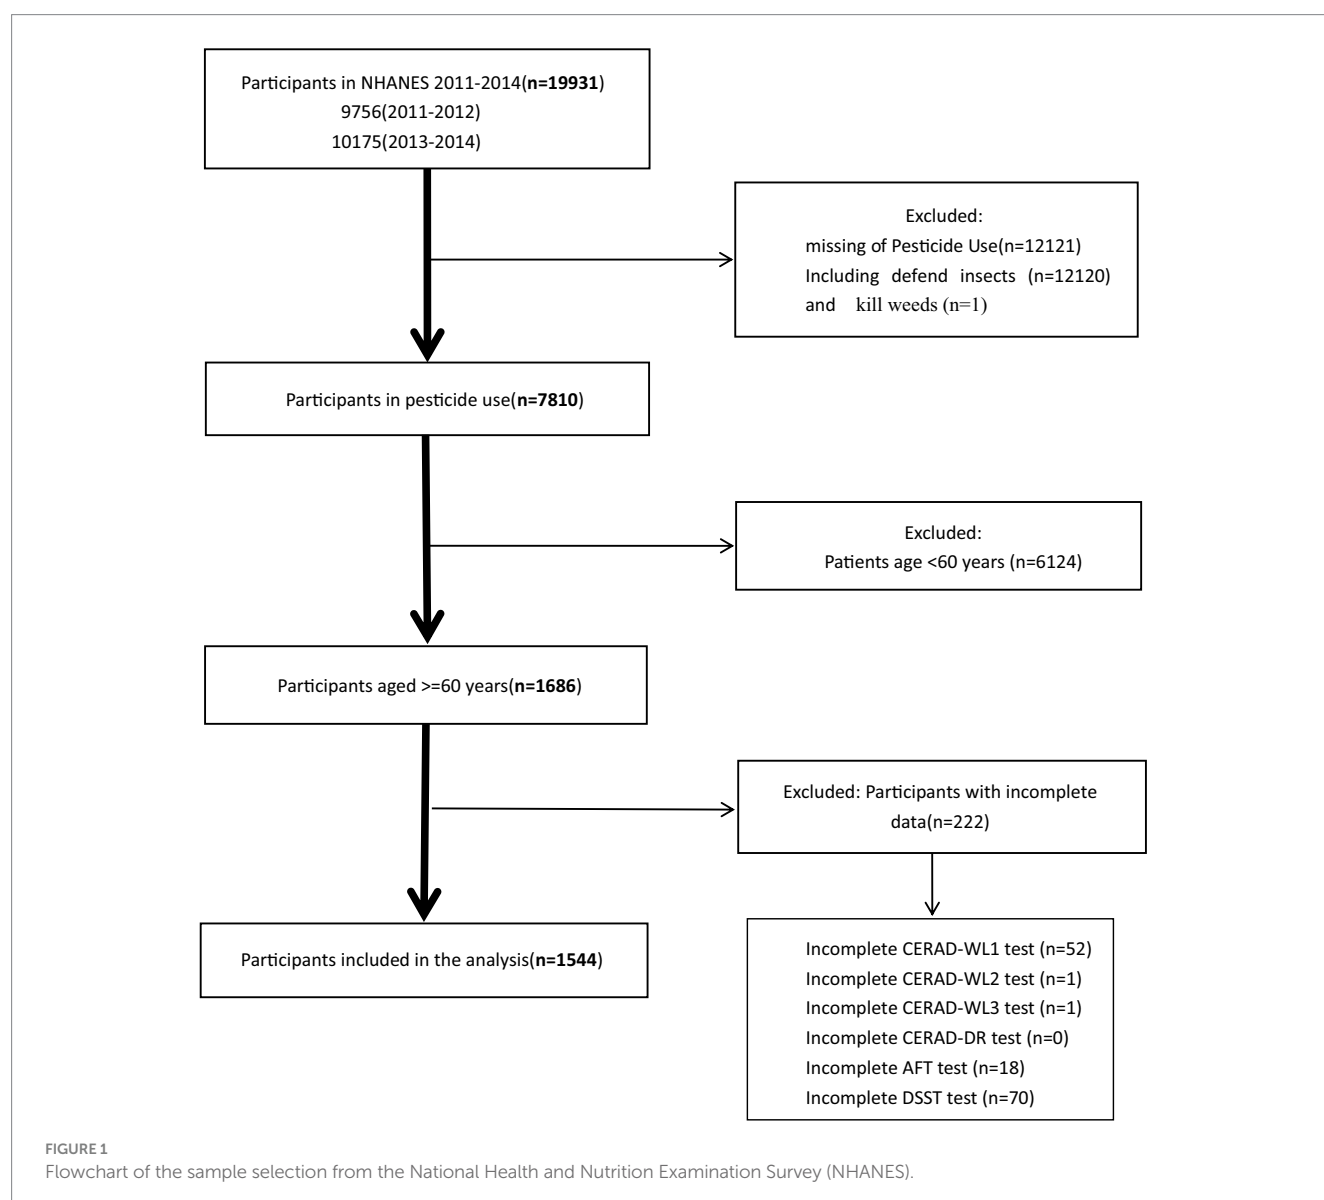 Participants in NHANES 2011-2014(n=19931)
9756(2011-2012)
10175(2013-2014)
Excluded:
missing of Pesticide Use(n=12121)
Including defend insects (n=12120)
and kill weeds (n=1)
Participants in pesticide use(n=7810)
Excluded:
Patients age <60 years (n=6124)
Participants aged >=60 years(n=1686)
Excluded: Participants with incomplete
data(n=222)
Participants included in the analysis(n=1544)
Incomplete CERAD-WL1 test (n=52)
Incomplete CERAD-WL2 test (n=1)
Incomplete CERAD-WL3 test (n=1)
Incomplete CERAD-DR test (n=0)
Incomplete AFT test (n=18)
Incomplete DSST test (n=70)
FIGURE 1
Flowchart of the sample selection from the National Health and Nutrition Examination Survey (NHANES).